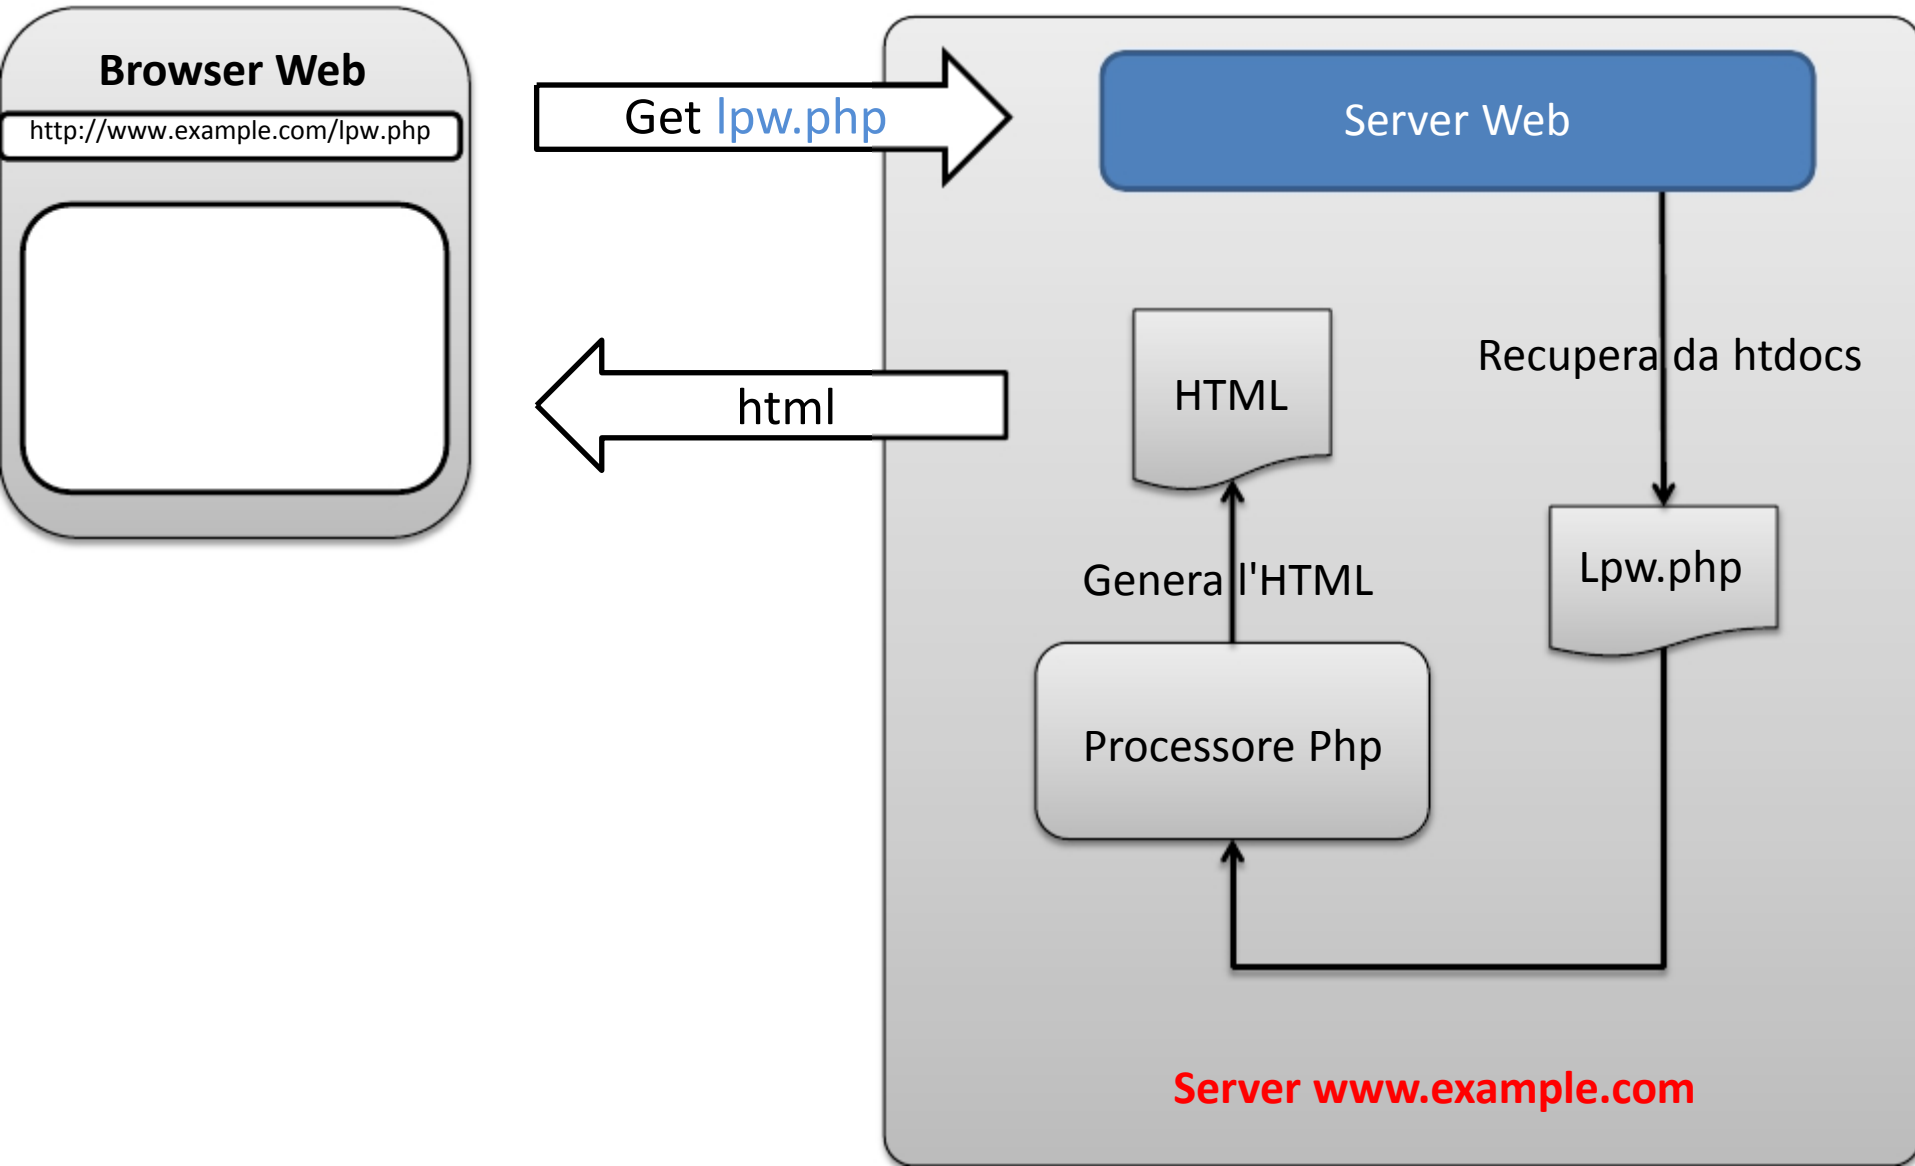 Browser Web
http://www.example.com/lpw.php
Get lpw.php
Server Web
html
HTML
Recupera da htdocs
Lpw.php
Genera l'HTML
Processore Php
Server www.example.com